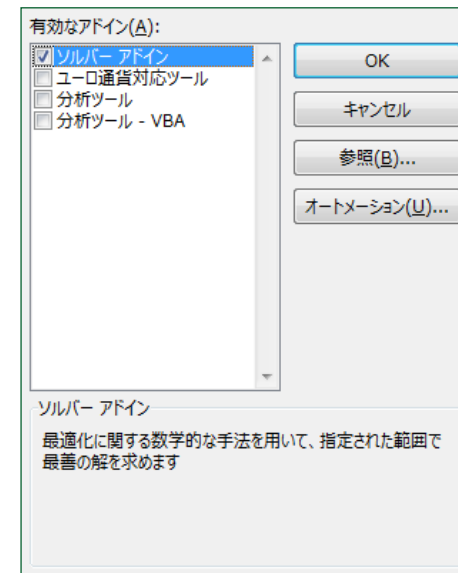 有効なアドイン(A):
ソルバー アドイン
ユーロ通貨対応ツール
分析ツール
分析ツール - VBA
OK
キャンセル
参照(B)...
オートメーション(U)...
ソルバー アドイン
最適化に関する数学的な手法を用いて、指定された範囲で
最善の解を求めます